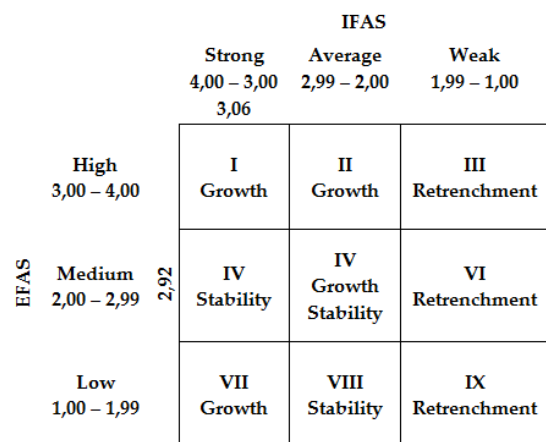 IFAS
Strong Average Weak
4,00 – 3,00 2,99 – 2,00 1,99 – 1,00
3,06
High I II III
3,00 – 4,00 Growth Growth Retrenchment
EFAS
Medium IV IV VI
2,00 – 2,99 2,92 Stability Growth Retrenchment
Stability
Low VII VIII IX
1,00 – 1,99 Growth Stability Retrenchment